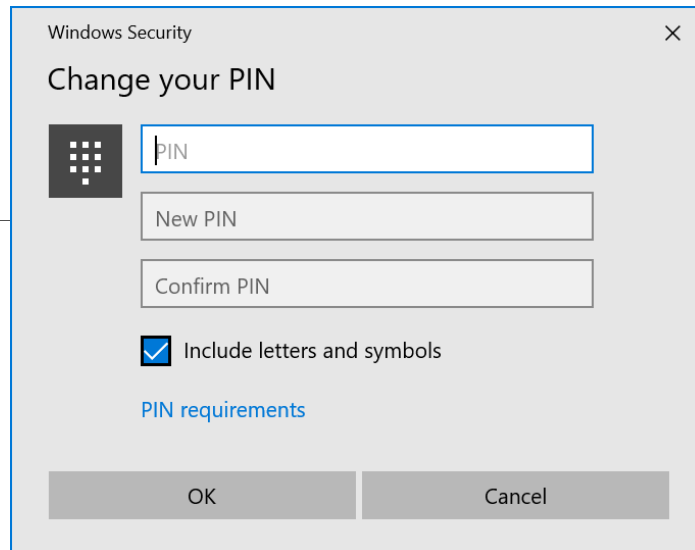 Windows Security
Change your PIN
PIN
New PIN
Confirm PIN
Include letters and symbols
PIN requirements
OK
Cancel